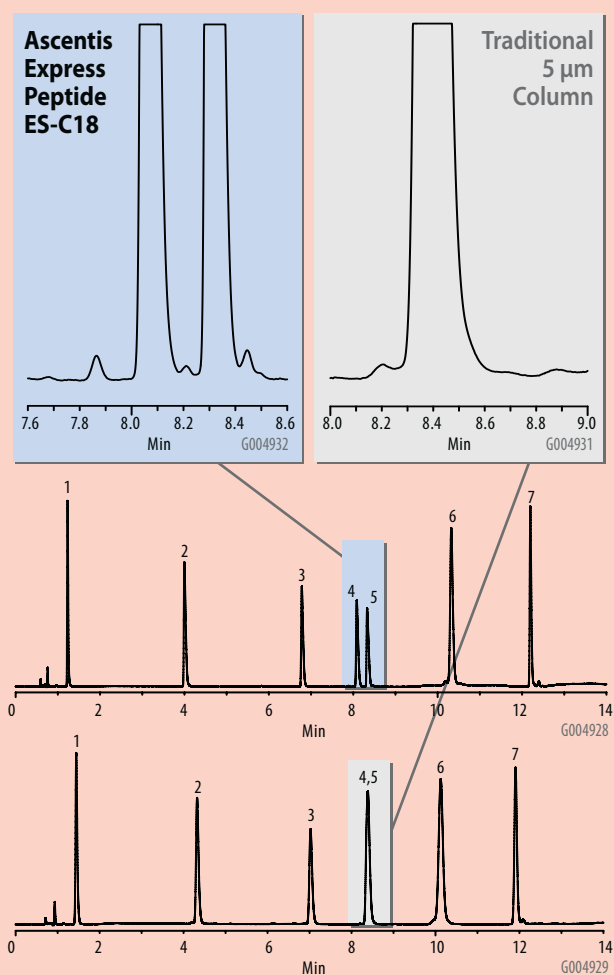 Ascentis
Express
Peptide
ES-C18
7.6 7.8 8.0 8.2 8.4 8.6
Min
G004932
Traditional
5 µm
Column
8.0 8.2 8.4 8.6 8.8 9.0
Min
G004931
1
2
3
4
5
6
7
0 2 4 6 8 10 12 14
Min
G004928
1
2
3
4,5
6
7
0 2 4 6 8 10 12 14
Min
G004929